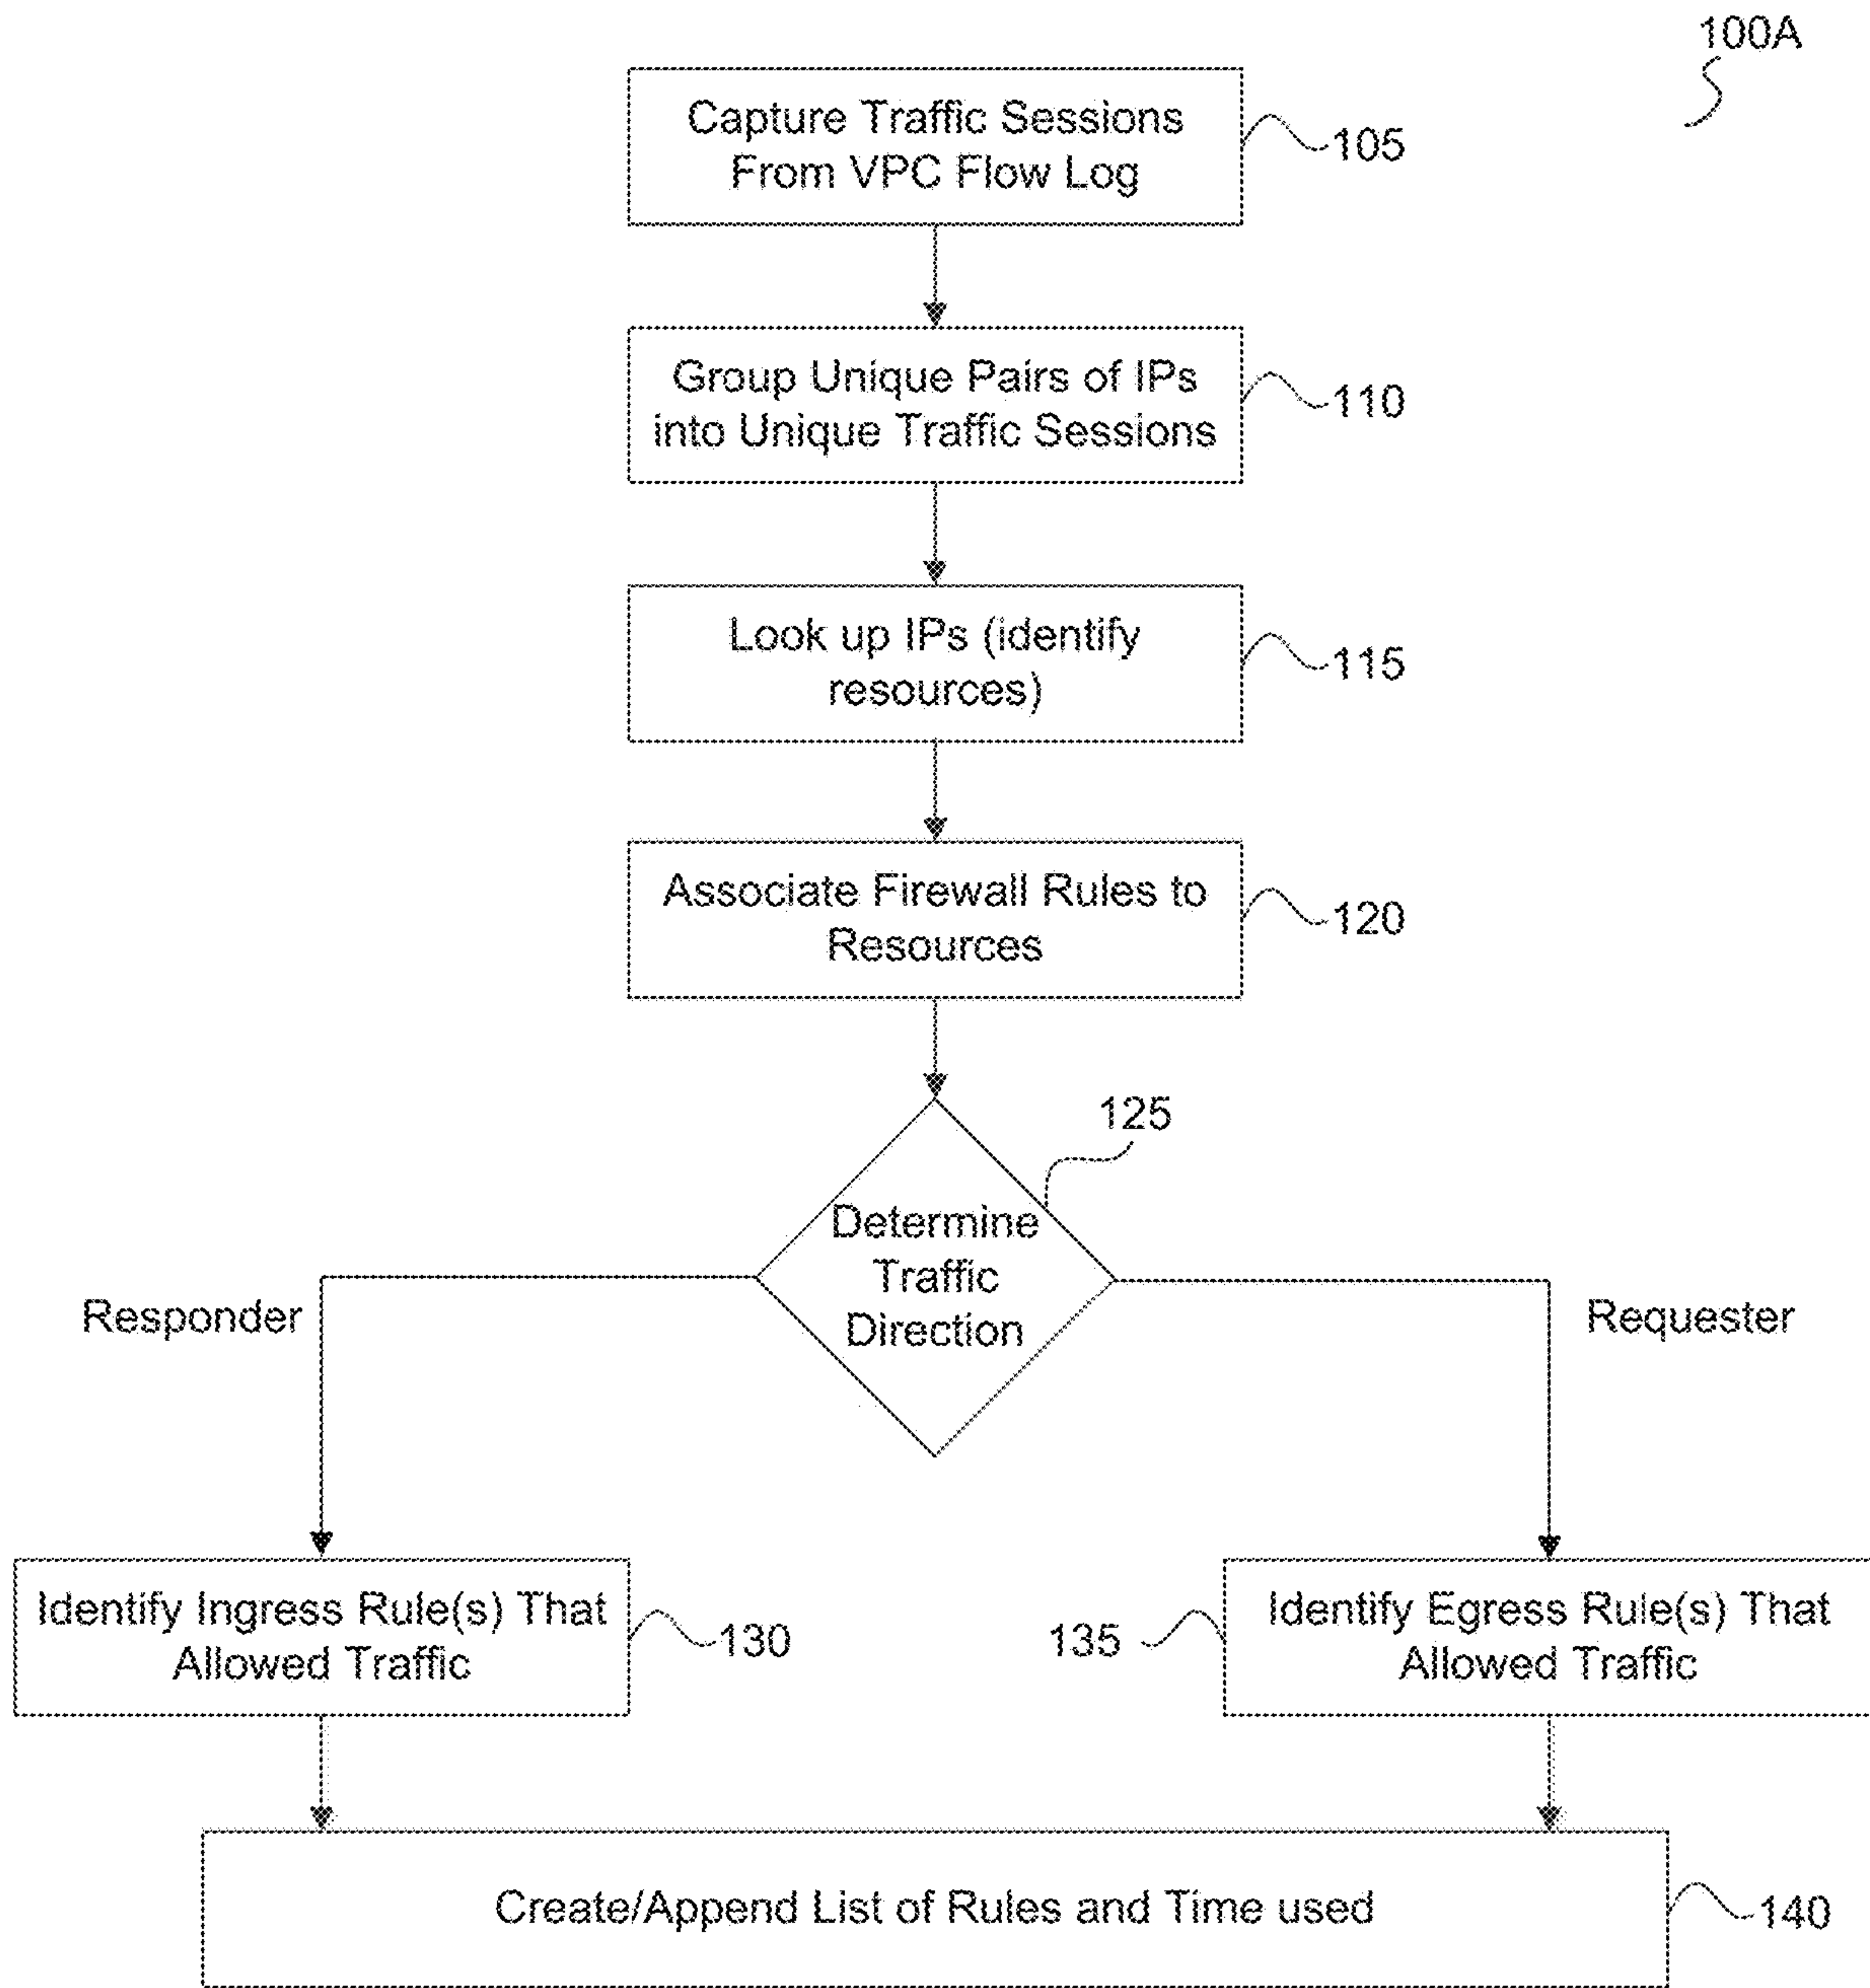 100A
Capture Traffic Sessions
From VPC Flow Log
105
Group Unique Pairs of IPs
into Unique Traffic Sessions
110
Look up IPs (identify
resources)
115
Associate Firewall Rules to
Resources
120
125
Determine
Traffic
Direction
Responder
Requester
Identify Ingress Rule(s) That
Allowed Traffic
130
135
Identify Egress Rule(s) That
Allowed Traffic
Create/Append List of Rules and Time used
140